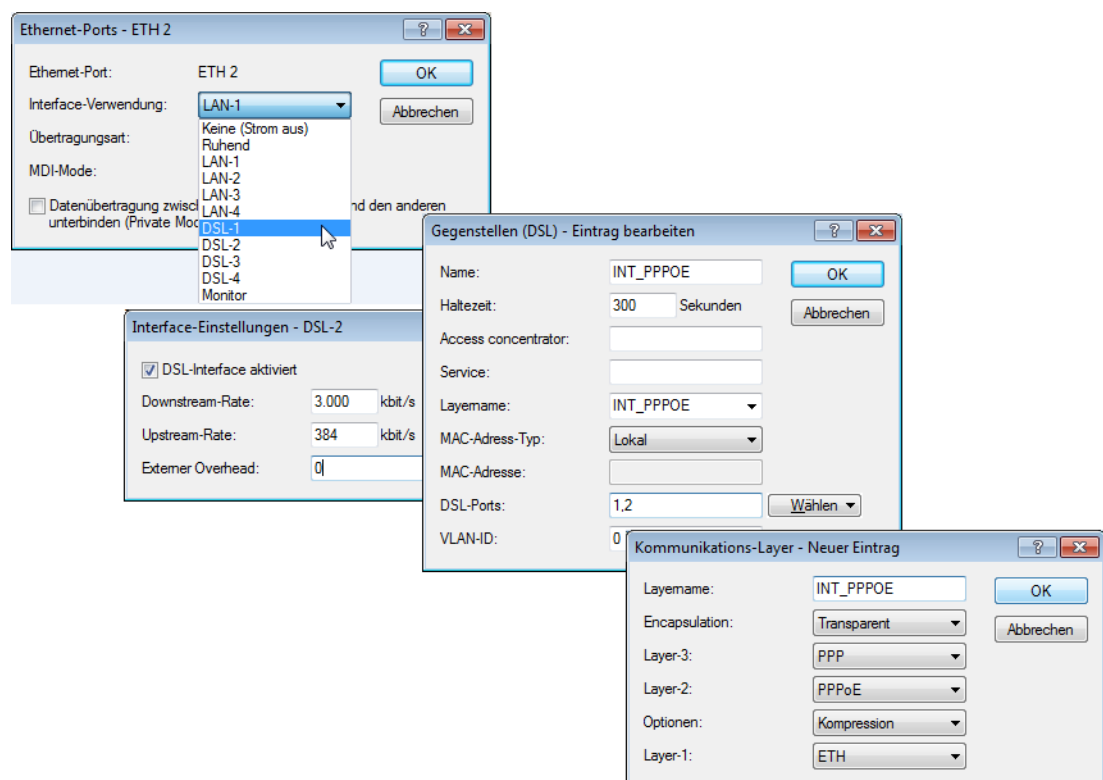 Ethernet-Ports - ETH 2
Ethernet-Port: ETH 2
OK
Interface-Verwendung: LAN-1
Abbrechen
Keine (Strom aus)
Übertragungsart:
Ruhend
LAN-1
MDI-Mode:
LAN-2
LAN-3
Datenübertragung zwisc nd den anderen
LAN-4
unterbinden (Private Mod
DSL-1
DSL-2
DSL-3
DSL-4
Monitor
Gegenstellen (DSL) - Eintrag bearbeiten
Name: INT_PPPOE
OK
Haltezeit: 300 Sekunden
Abbrechen
Access concentrator:
Service:
Layername: INT_PPPOE
MAC-Adress-Typ: Lokal
MAC-Adresse:
DSL-Ports: 1,2 Wählen
VLAN-ID: 0
Interface-Einstellungen - DSL-2
DSL-Interface aktiviert
Downstream-Rate: 3.000 kbit/s
Upstream-Rate: 384 kbit/s
Externer Overhead: 0
Kommunikations-Layer - Neuer Eintrag
Layername: INT_PPPOE
OK
Encapsulation: Transparent
Abbrechen
Layer-3: PPP
Layer-2: PPPoE
Optionen: Kompression
Layer-1: ETH